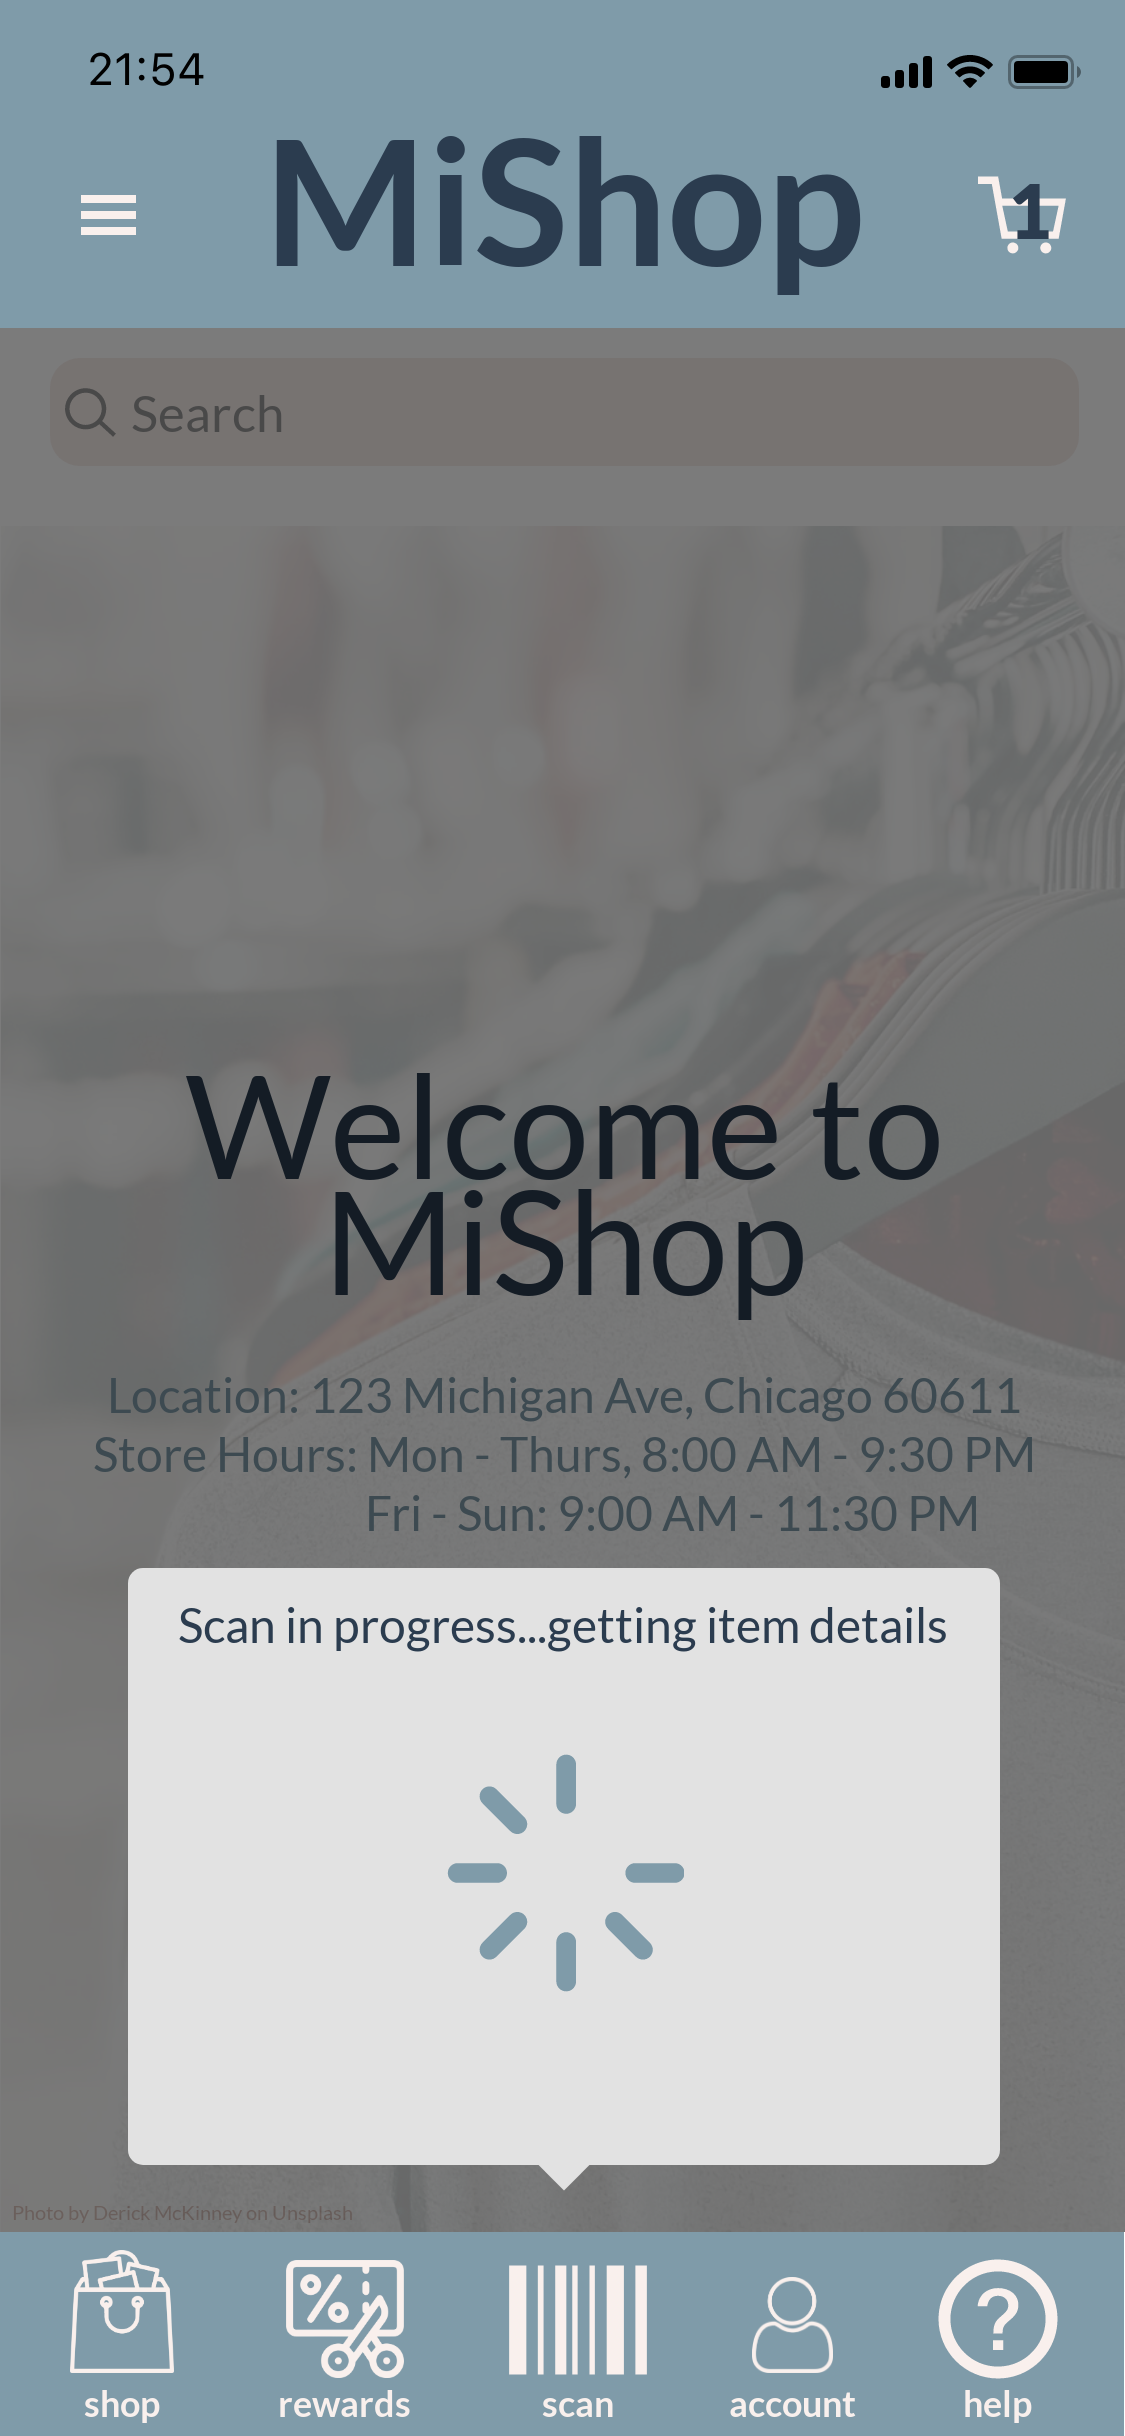 21:54
MiShop
1
Search
Welcome to
MiShop
Location: 123 Michigan Ave, Chicago 60611
Store Hours: Mon - Thurs, 8:00 AM - 9:30 PM
Fri - Sun: 9:00 AM - 11:30 PM
Scan in progress...getting item details
Photo by Derick McKinney on Unsplash
shop
rewards
scan
account
help